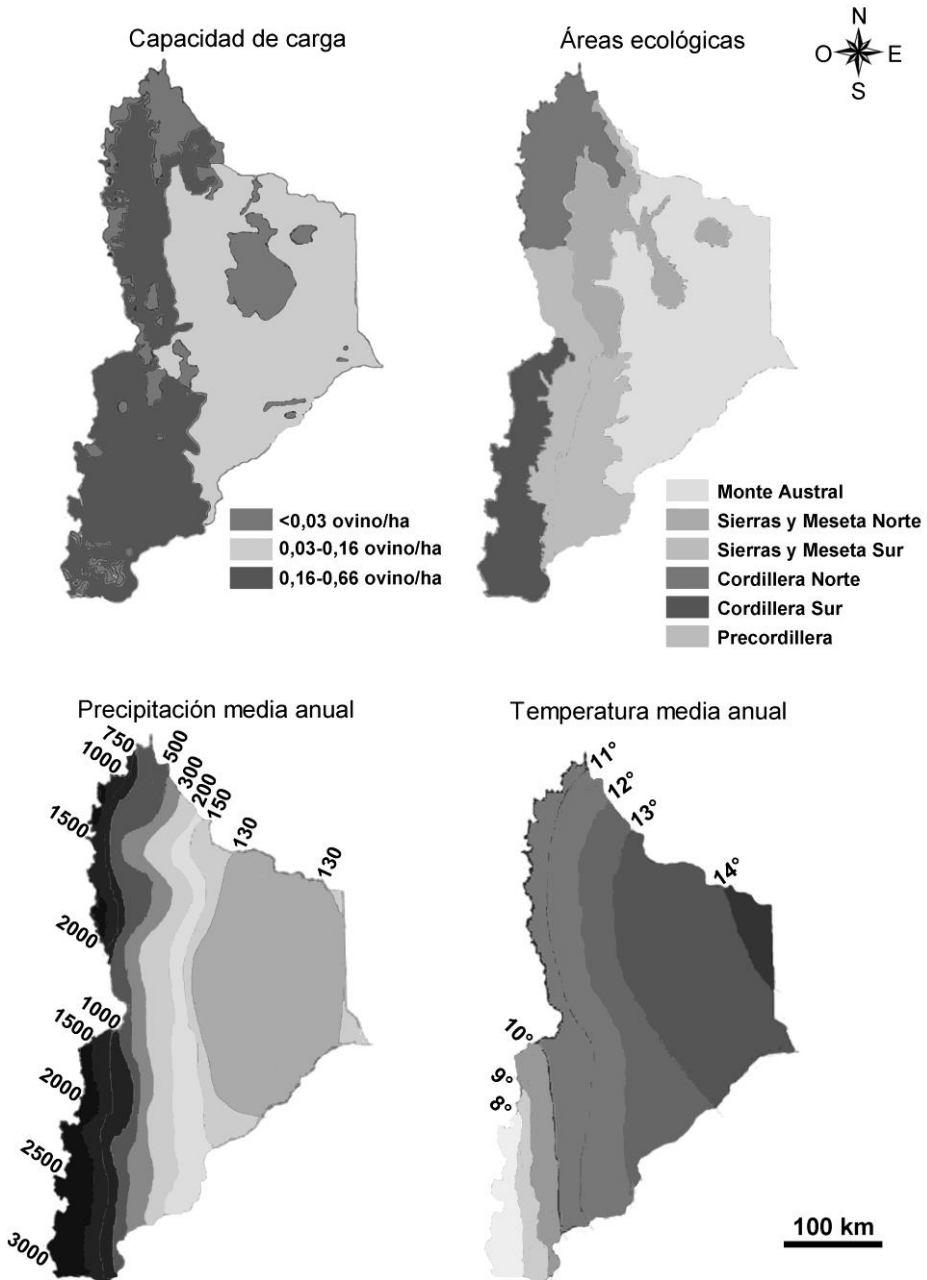 N
O E
S
Capacidad de carga
Áreas ecológicas
<0,03 ovino/ha
0,03-0,16 ovino/ha
0,16-0,66 ovino/ha
Monte Austral
Sierras y Meseta Norte
Sierras y Meseta Sur
Cordillera Norte
Cordillera Sur
Precordillera
Precipitación media anual
750
500
1000
300
200
150
1500
130
130
2000
1000
1500
2000
2500
3000
Temperatura media anual
11°
12°
13°
14°
10°
9°
8°
100 km